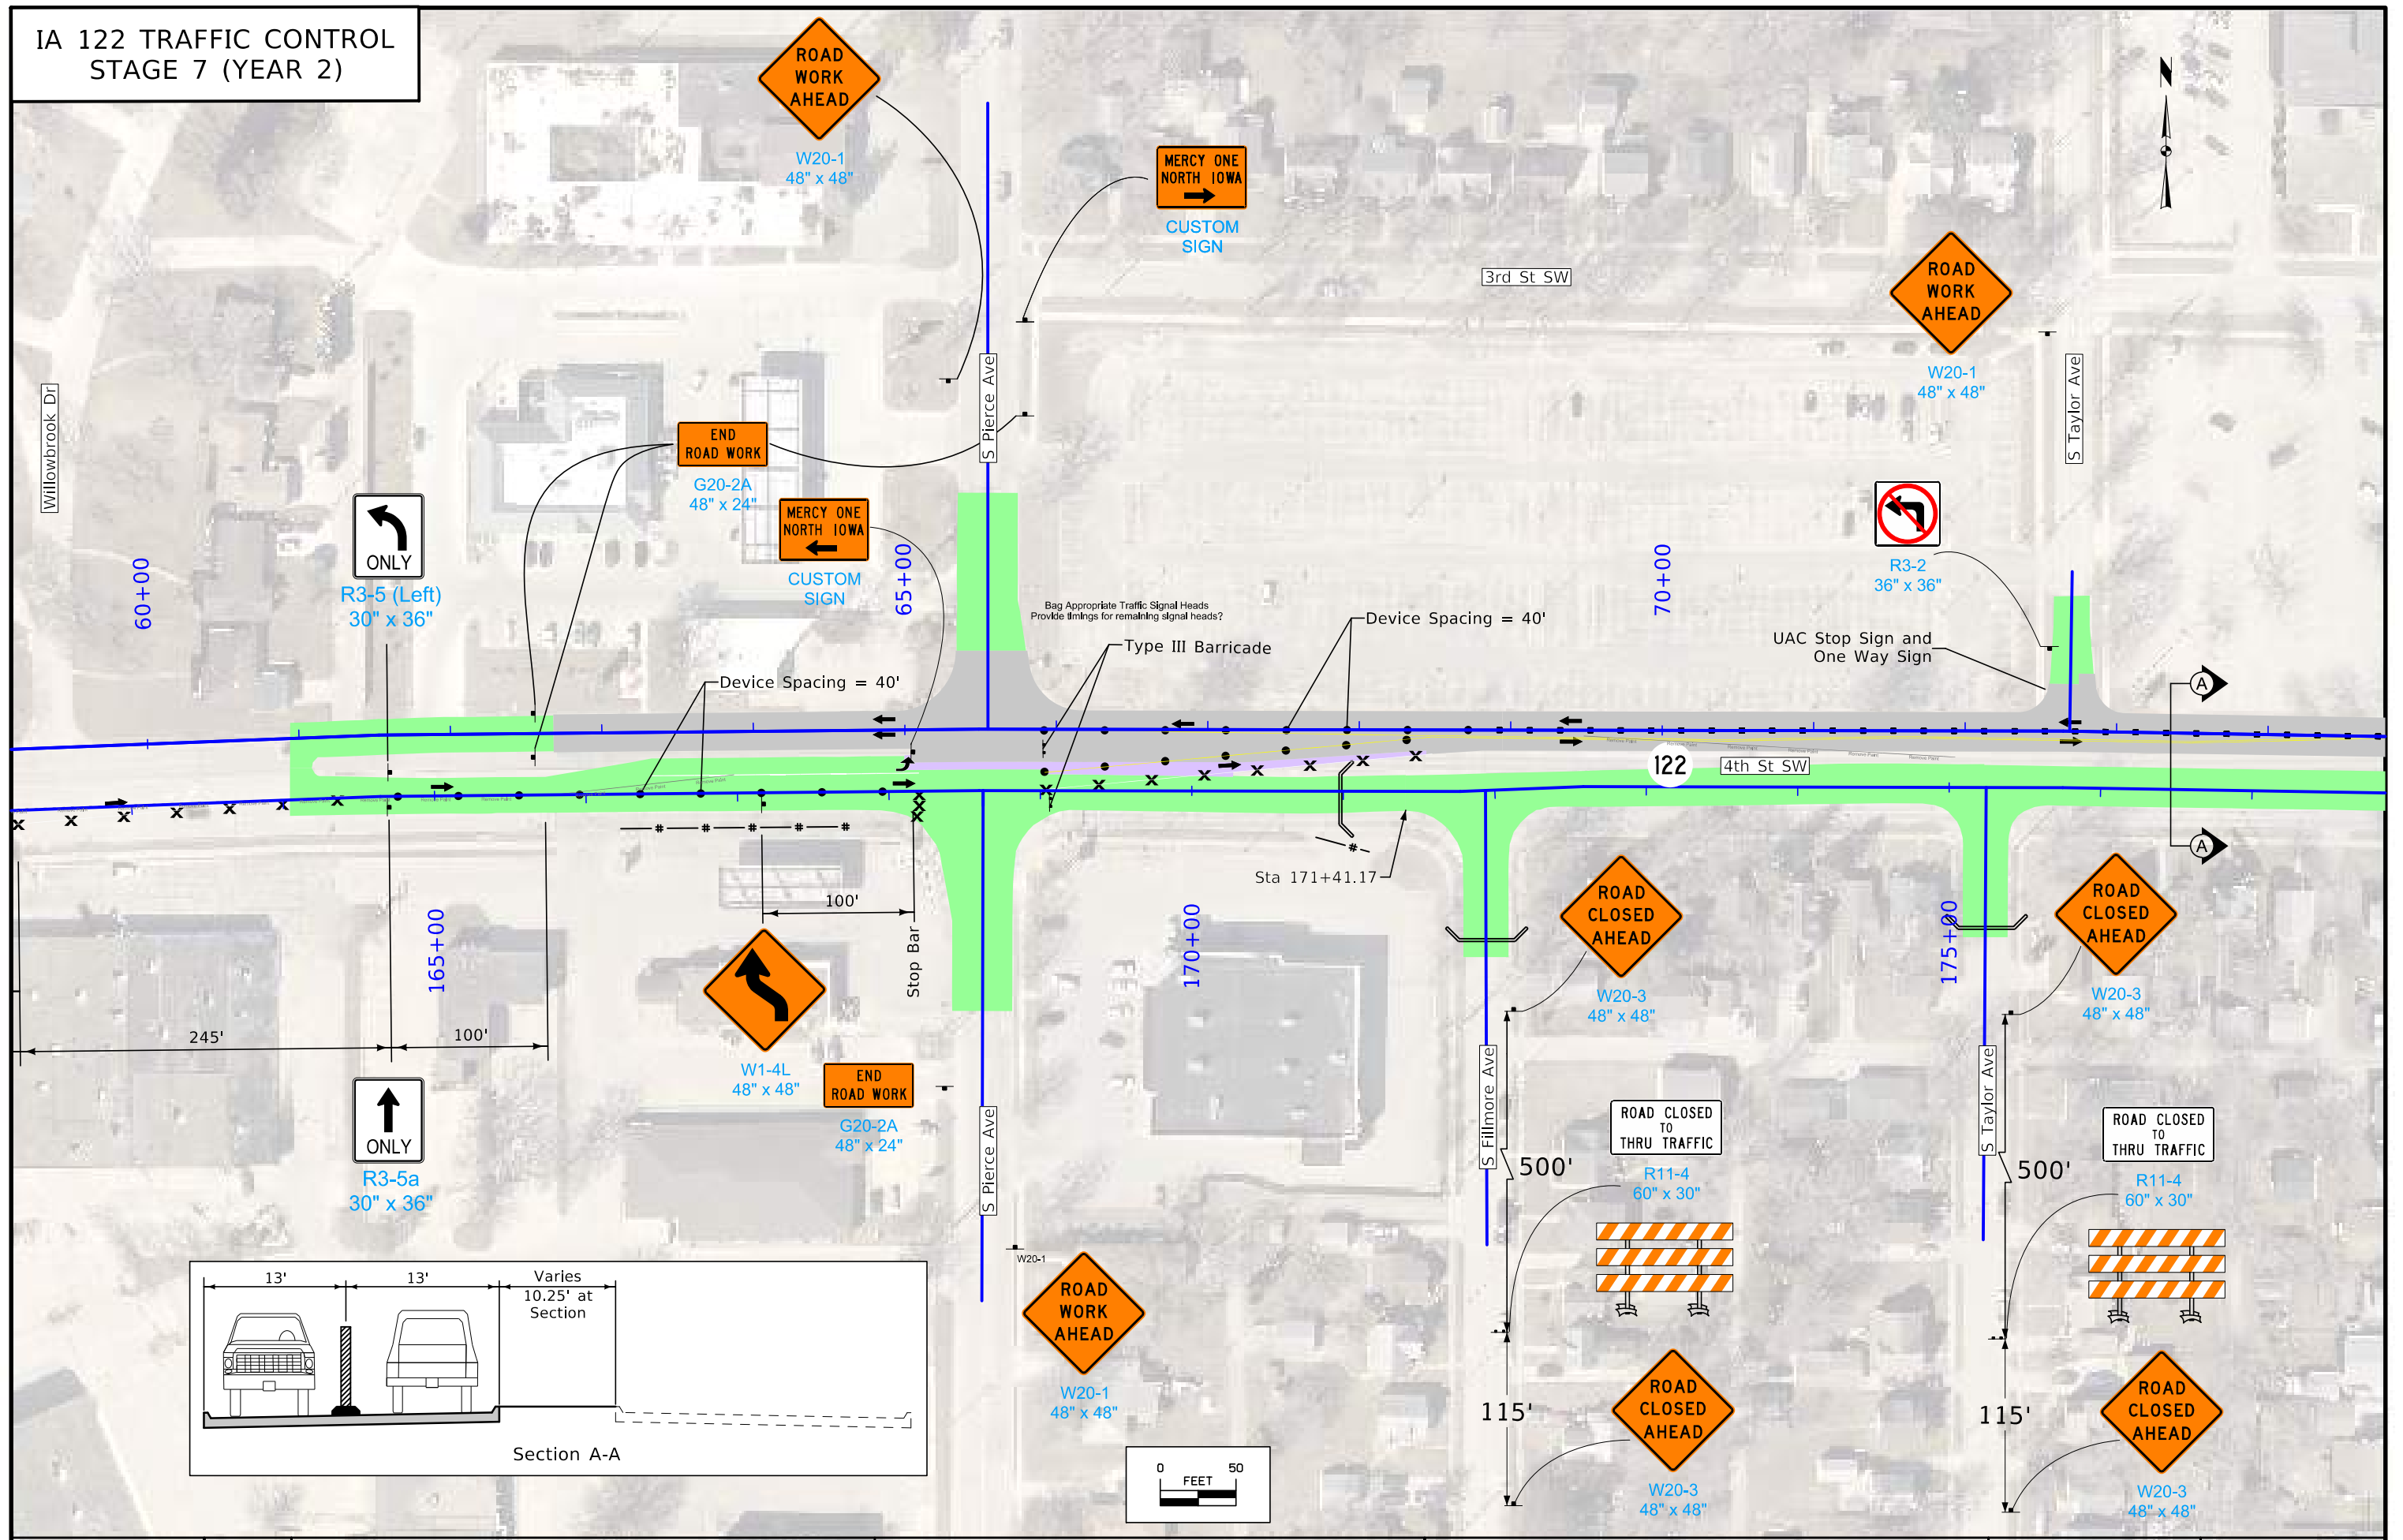 IA 122 TRAFFIC CONTROL
STAGE 7 (YEAR 2)
ROAD
WORK
AHEAD
W20-1
48" x 48"
MERCY ONE
NORTH IOWA
CUSTOM
SIGN
N
3rd St SW
ROAD
WORK
AHEAD
W20-1
48" x 48"
Willowbrook Dr
S Pierce Ave
S Taylor Ave
END
ROAD WORK
G20-2A
48" x 24"
ONLY
R3-5 (Left)
30" x 36"
MERCY ONE
NORTH IOWA
CUSTOM
SIGN
R3-2
36" x 36"
60+00
65+00
70+00
Bag Appropriate Traffic Signal Heads
Provide timings for remaining signal heads?
Device Spacing = 40'
Type III Barricade
UAC Stop Sign and
One Way Sign
Device Spacing = 40'
A
122
4th St SW
A
Sta 171+41.17
100'
Stop Bar
165+00
170+00
175+00
ROAD
CLOSED
AHEAD
W20-3
48" x 48"
ROAD
CLOSED
AHEAD
W20-3
48" x 48"
245'
100'
W1-4L
48" x 48"
END
ROAD WORK
G20-2A
48" x 24"
ONLY
R3-5a
30" x 36"
S Pierce Ave
S Fillmore Ave
S Taylor Ave
ROAD CLOSED
TO
THRU TRAFFIC
R11-4
60" x 30"
500'
ROAD CLOSED
TO
THRU TRAFFIC
R11-4
60" x 30"
500'
W20-1
ROAD
WORK
AHEAD
W20-1
48" x 48"
13'
13'
Varies
10.25' at
Section
Section A-A
0 50
FEET
115'
ROAD
CLOSED
AHEAD
W20-3
48" x 48"
115'
ROAD
CLOSED
AHEAD
W20-3
48" x 48"